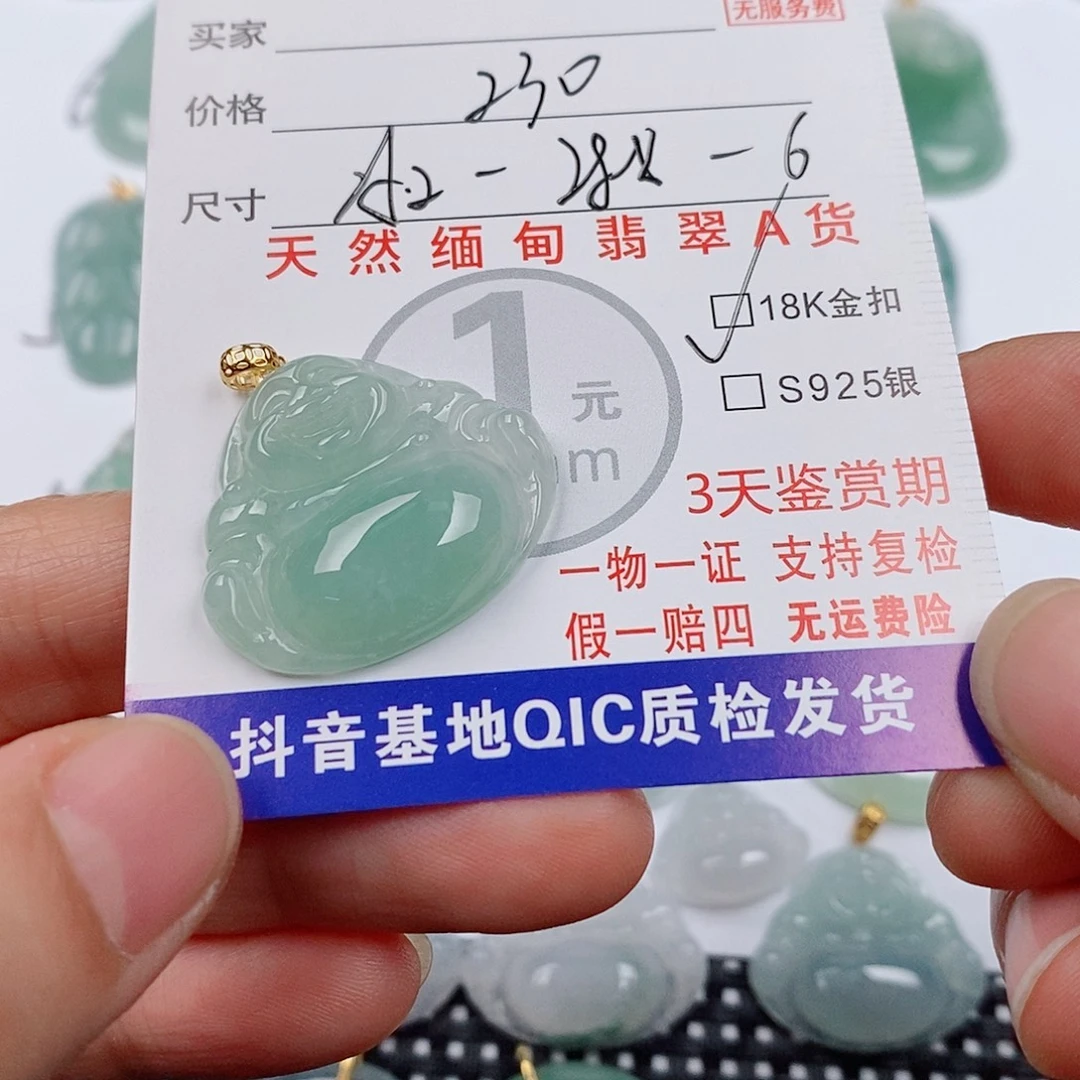 无服务费
买家
价格 230
尺寸 - 28 - 6
天然缅甸翡翠A货
18K金扣
1元
S925银
m
3天鉴赏期
一物一证 支持复检
假一赔四 无运费险
抖音基地QIC质检发货